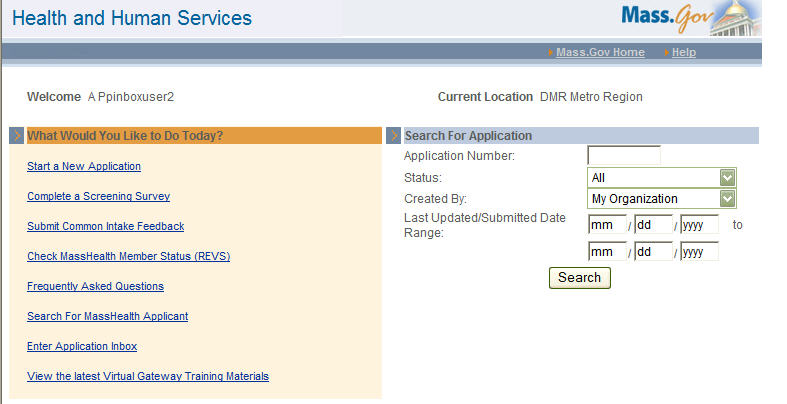 Health and Human Services
Mass.Gov
Mass.Gov Home Help
Welcome A Ppinboxuser2
Current Location DMR Metro Region
What Would You Like to Do Today?
Start a New Application
Complete a Screening Survey
Submit Common Intake Feedback
Check MassHealth Member Status (REVS)
Frequently Asked Questions
Search For MassHealth Applicant
Enter Application Inbox
View the latest Virtual Gateway Training Materials
Search For Application
Application Number:
Status: All
Created By: My Organization
Last Updated/Submitted Date
Range:
mm / dd / yyyy to
mm / dd / yyyy
Search